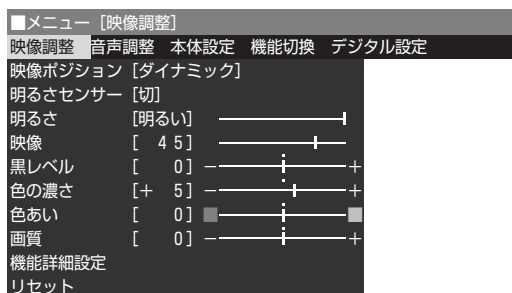 ■メニュー [映像調整]
映像調整 音声調整 本体設定 機能切換 デジタル設定
映像ポジション [ダイナミック]
明るさセンサー [切]
明るさ [明るい]
映像 [ 45]
黒レベル [ 0] − +
色の濃さ [+ 5] − +
色あい [ 0]
画質 [ 0] − +
機能詳細設定
リセット